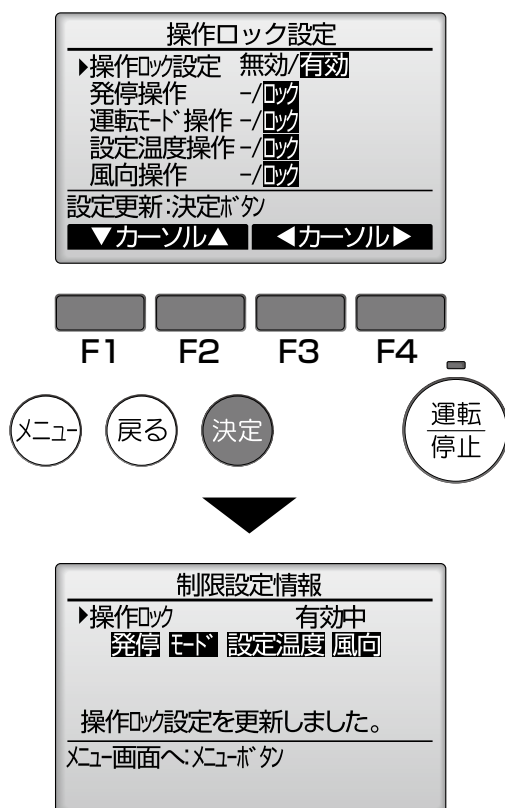 操作ロック設定
▶操作ﾛｯｸ設定 無効/有効
発停操作 -/ﾛｯｸ
運転ﾓｰﾄﾞ操作 -/ﾛｯｸ
設定温度操作 -/ﾛｯｸ
風向操作 -/ﾛｯｸ
設定更新:決定ﾎﾞﾀﾝ
▼カーソル▲ ◀カーソル▶
F1 F2 F3 F4
メニュー 戻る 決定 運転
停止
制限設定情報
▶操作ﾛｯｸ 有効中
発停 ﾓｰﾄﾞ 設定温度 風向
操作ﾛｯｸ設定を更新しました。
ﾒﾆｭｰ画面へ:ﾒﾆｭｰﾎﾞﾀﾝ